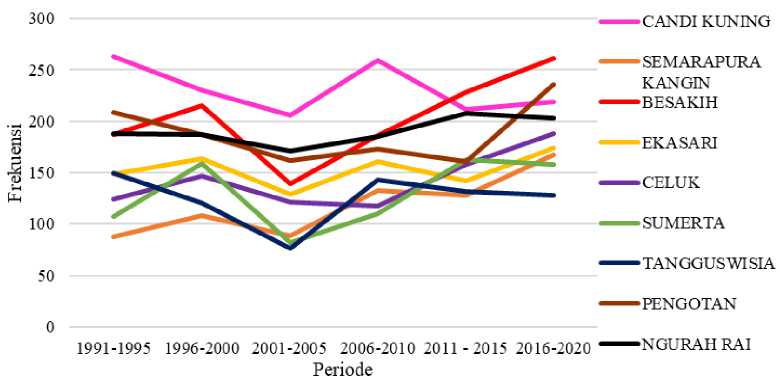 300
250
200
150
100
50
0
Frekuensi
1991-1995 1996-2000 2001-2005 2006-2010 2011 - 2015 2016-2020
Periode
CANDI KUNING
SEMARAPURA
KANGIN
BESAKIH
EKASARI
CELUK
SUMERTA
TANGGUSWISIA
PENGOTAN
NGURAH RAI